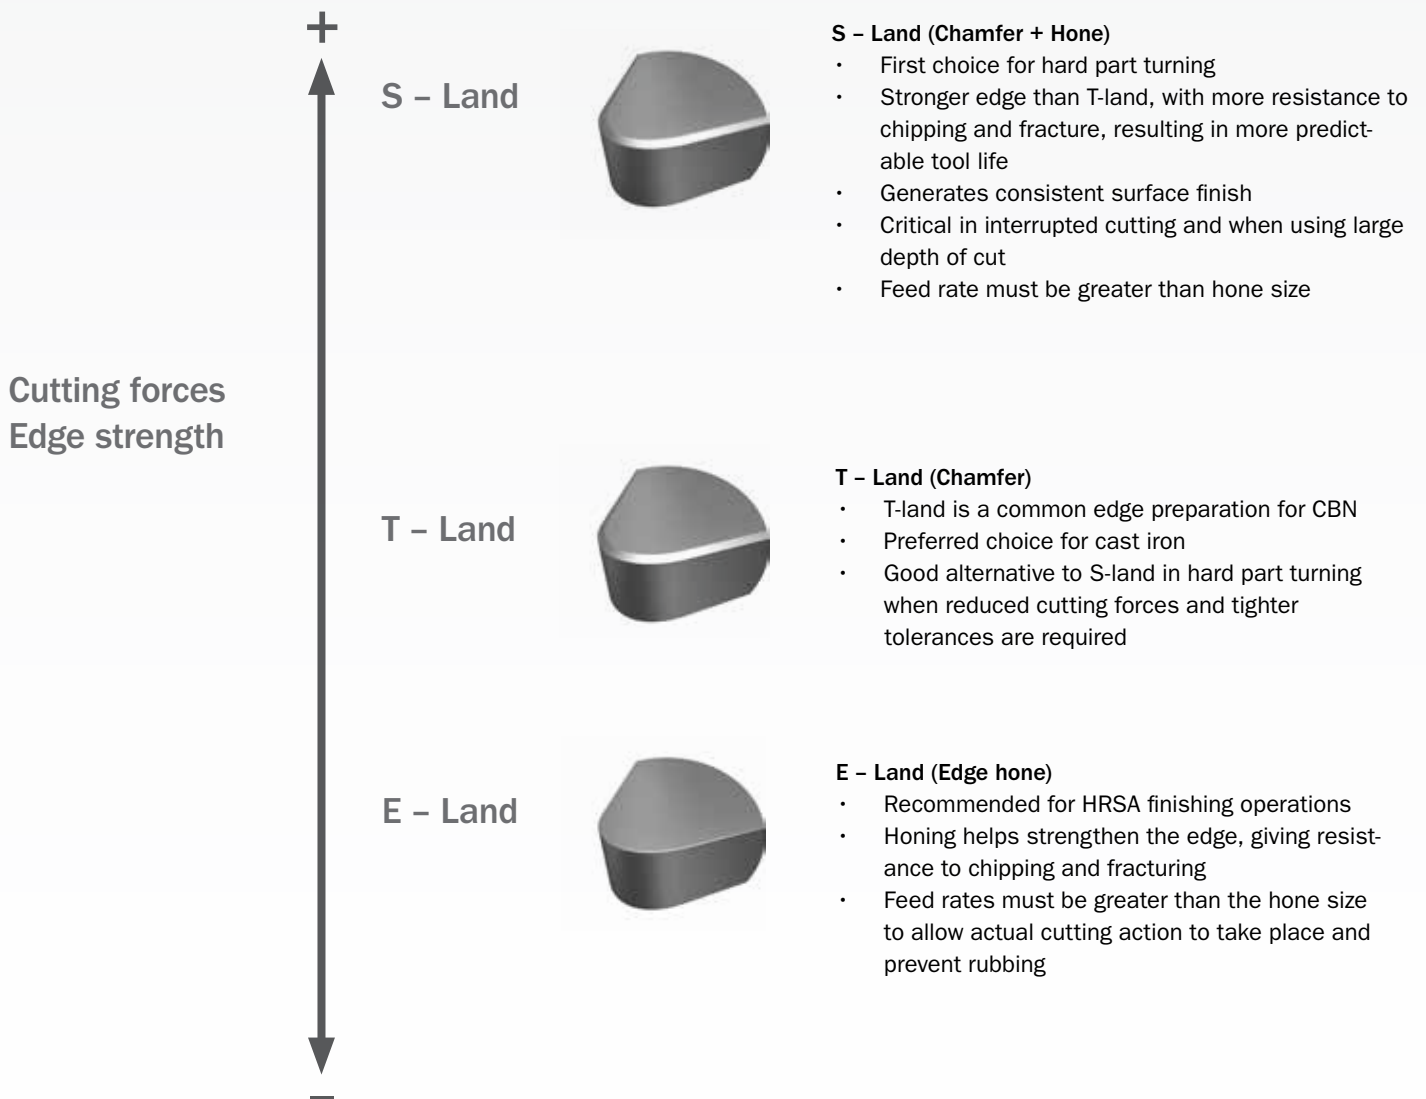 +
S – Land
S – Land (Chamfer + Hone)
· First choice for hard part turning
· Stronger edge than T-land, with more resistance to
chipping and fracture, resulting in more predict-
able tool life
· Generates consistent surface finish
· Critical in interrupted cutting and when using large
depth of cut
· Feed rate must be greater than hone size
Cutting forces
Edge strength
T – Land
T – Land (Chamfer)
· T-land is a common edge preparation for CBN
· Preferred choice for cast iron
· Good alternative to S-land in hard part turning
when reduced cutting forces and tighter
tolerances are required
E – Land
E – Land (Edge hone)
· Recommended for HRSA finishing operations
· Honing helps strengthen the edge, giving resist-
ance to chipping and fracturing
· Feed rates must be greater than the hone size
to allow actual cutting action to take place and
prevent rubbing
–